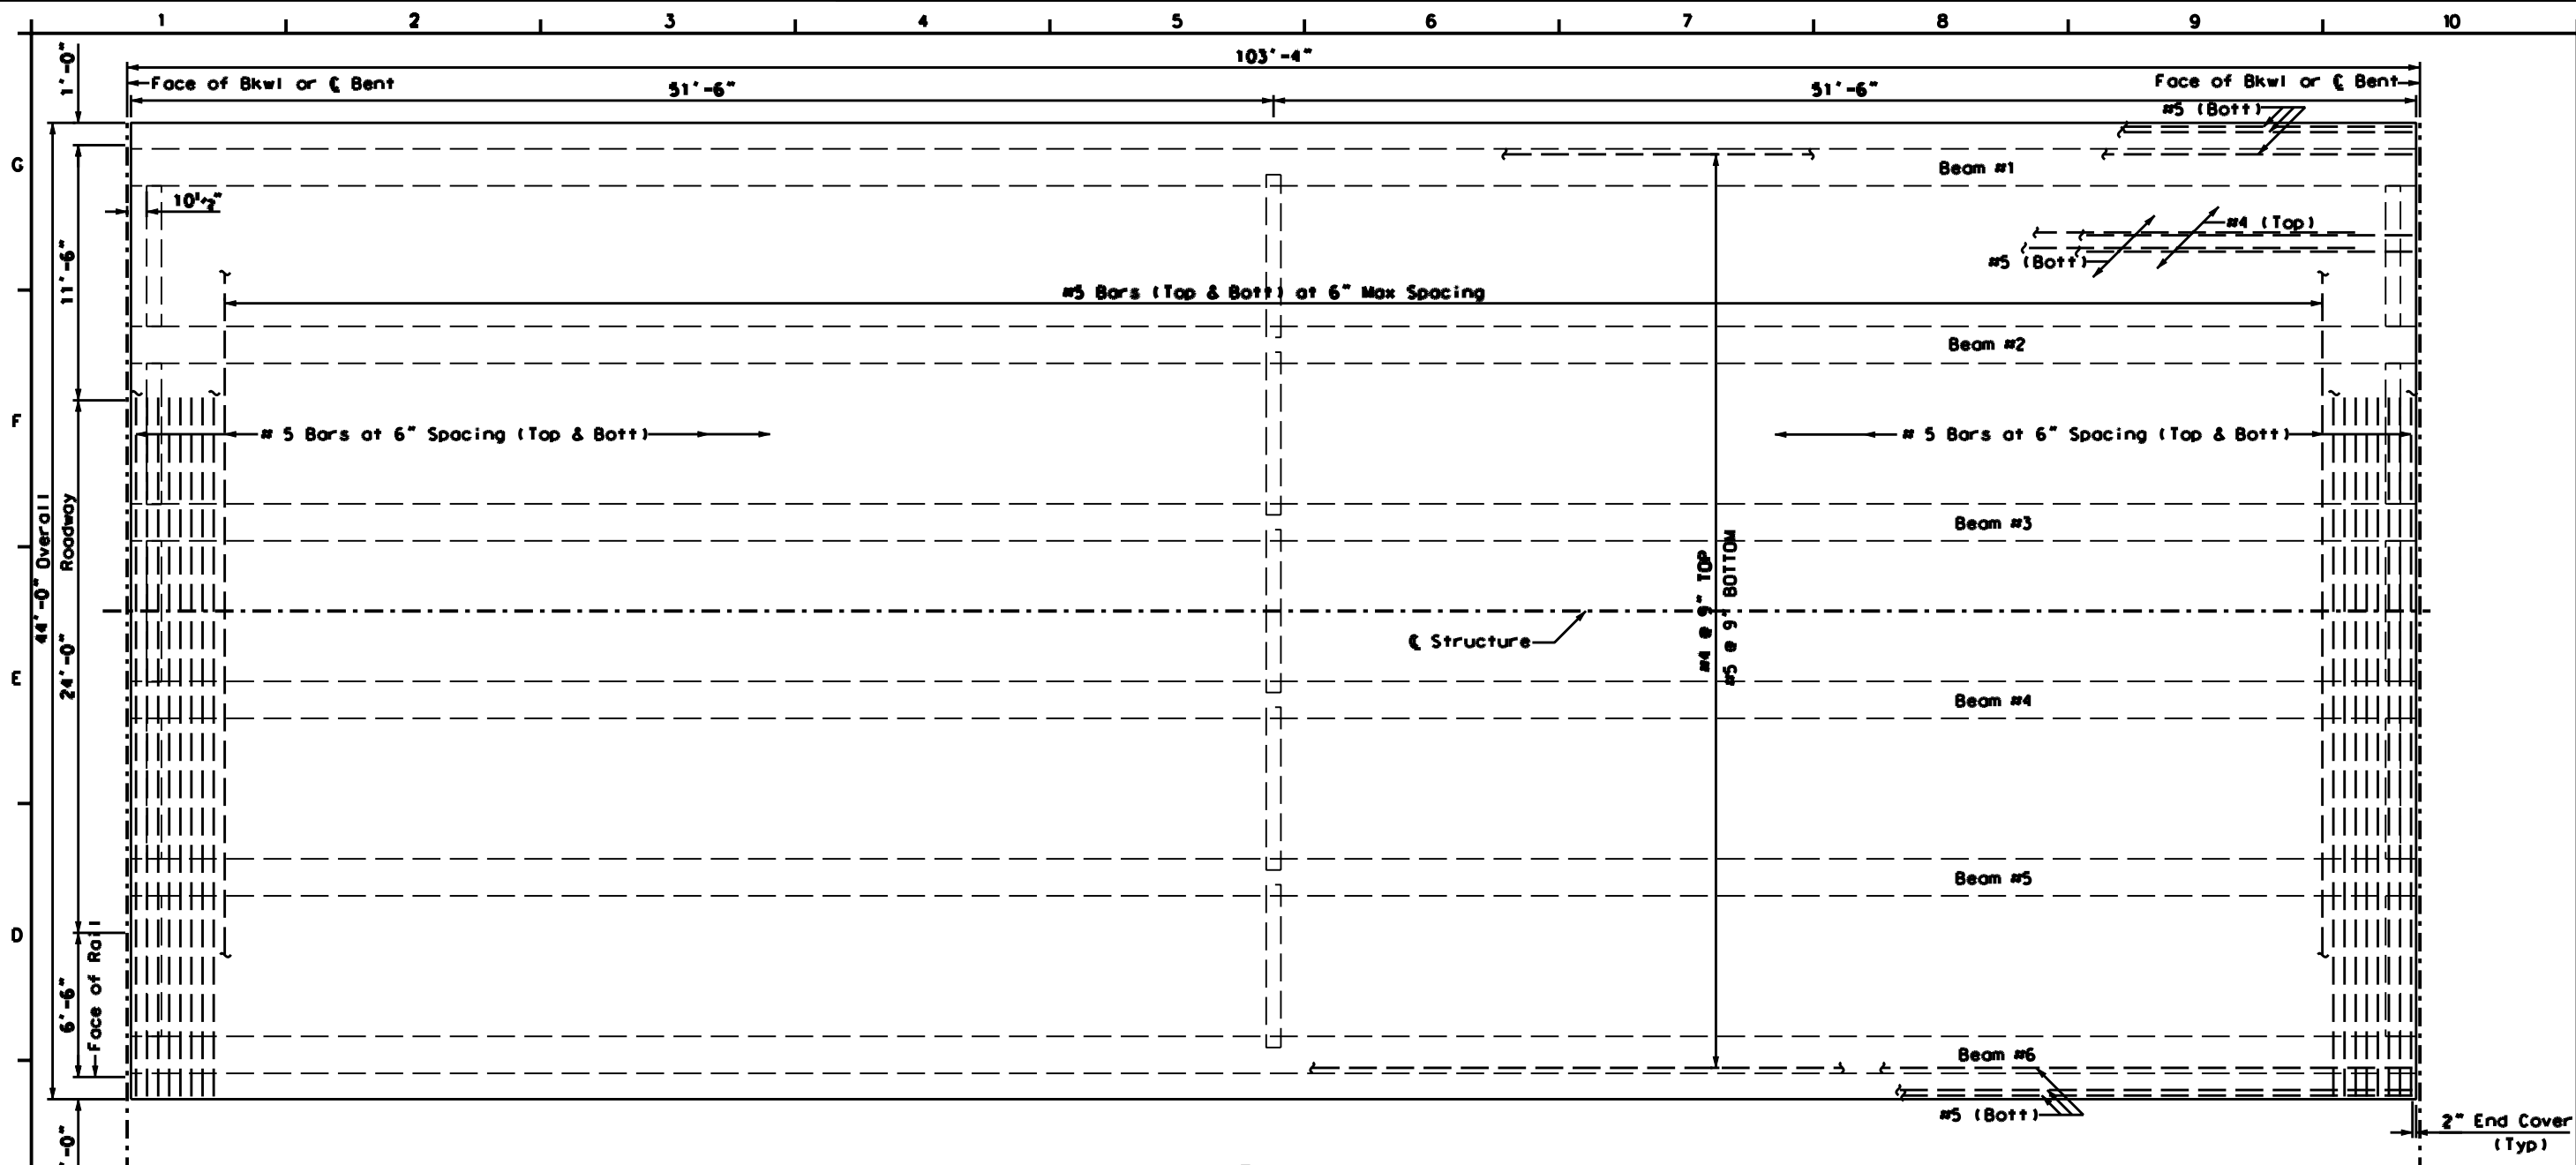 1 2 3 4 5 6 7 8 9 10
103'-4"
1'-0"
Face of Bkwl or ℄ Bent
51'-6"
51'-6"
Face of Bkwl or ℄ Bent
#5 (Bott)
G
Beam #1
10½"
#4 (Top)
#5 (Bott)
11'-6"
#5 Bars (Top & Bott) at 6" Max Spacing
Beam #2
F
# 5 Bars at 6" Spacing (Top & Bott)
# 5 Bars at 6" Spacing (Top & Bott)
44'-0" Overall
Roadway
24'-0"
Beam #3
#4 @ 9" TOP
#5 @ 9" BOTTOM
℄ Structure
E
Beam #4
Beam #5
D
6'-6"
Face of Rail
Beam #6
#5 (Bott)
2" End Cover
(Typ)
'-0"